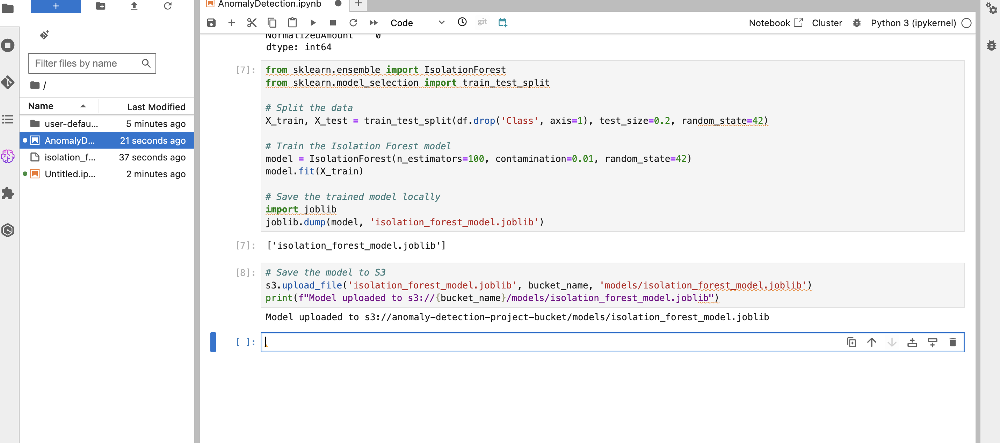 AnomalyDetection.ipynb
Code
git
Notebook
Cluster
Python 3 (ipykernel)
Filter files by name
/
Name Last Modified
user-defau... 5 minutes ago
AnomalyD... 21 seconds ago
isolation_f... 37 seconds ago
Untitled.ip... 2 minutes ago
NormalizedAmount 0
dtype: int64
[7]: from sklearn.ensemble import IsolationForest
from sklearn.model_selection import train_test_split
# Split the data
X_train, X_test = train_test_split(df.drop('Class', axis=1), test_size=0.2, random_state=42)
# Train the Isolation Forest model
model = IsolationForest(n_estimators=100, contamination=0.01, random_state=42)
model.fit(X_train)
# Save the trained model locally
import joblib
joblib.dump(model, 'isolation_forest_model.joblib')
[7]: ['isolation_forest_model.joblib']
[8]: # Save the model to S3
s3.upload_file('isolation_forest_model.joblib', bucket_name, 'models/isolation_forest_model.joblib')
print(f"Model uploaded to s3://{bucket_name}/models/isolation_forest_model.joblib")
Model uploaded to s3://anomaly-detection-project-bucket/models/isolation_forest_model.joblib
[ ]: